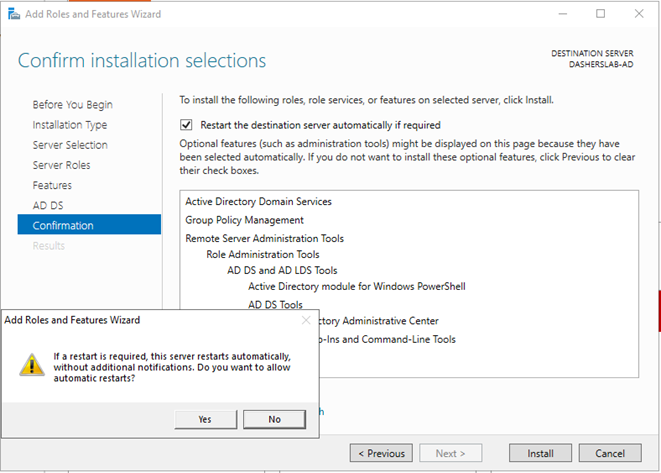 Add Roles and Features Wizard
Confirm installation selections
DESTINATION SERVER
DASHERSLAB-AD
Before You Begin
Installation Type
Server Selection
Server Roles
Features
AD DS
Confirmation
Results
To install the following roles, role services, or features on selected server, click Install.
Restart the destination server automatically if required
Optional features (such as administration tools) might be displayed on this page because they have
been selected automatically. If you do not want to install these optional features, click Previous to clear
their check boxes.
Active Directory Domain Services
Group Policy Management
Remote Server Administration Tools
Role Administration Tools
AD DS and AD LDS Tools
Active Directory module for Windows PowerShell
AD DS Tools
Administrative Center
and Command-Line Tools
Add Roles and Features Wizard
If a restart is required, this server restarts automatically,
without additional notifications. Do you want to allow
automatic restarts?
Yes
No
< Previous
Next >
Install
Cancel